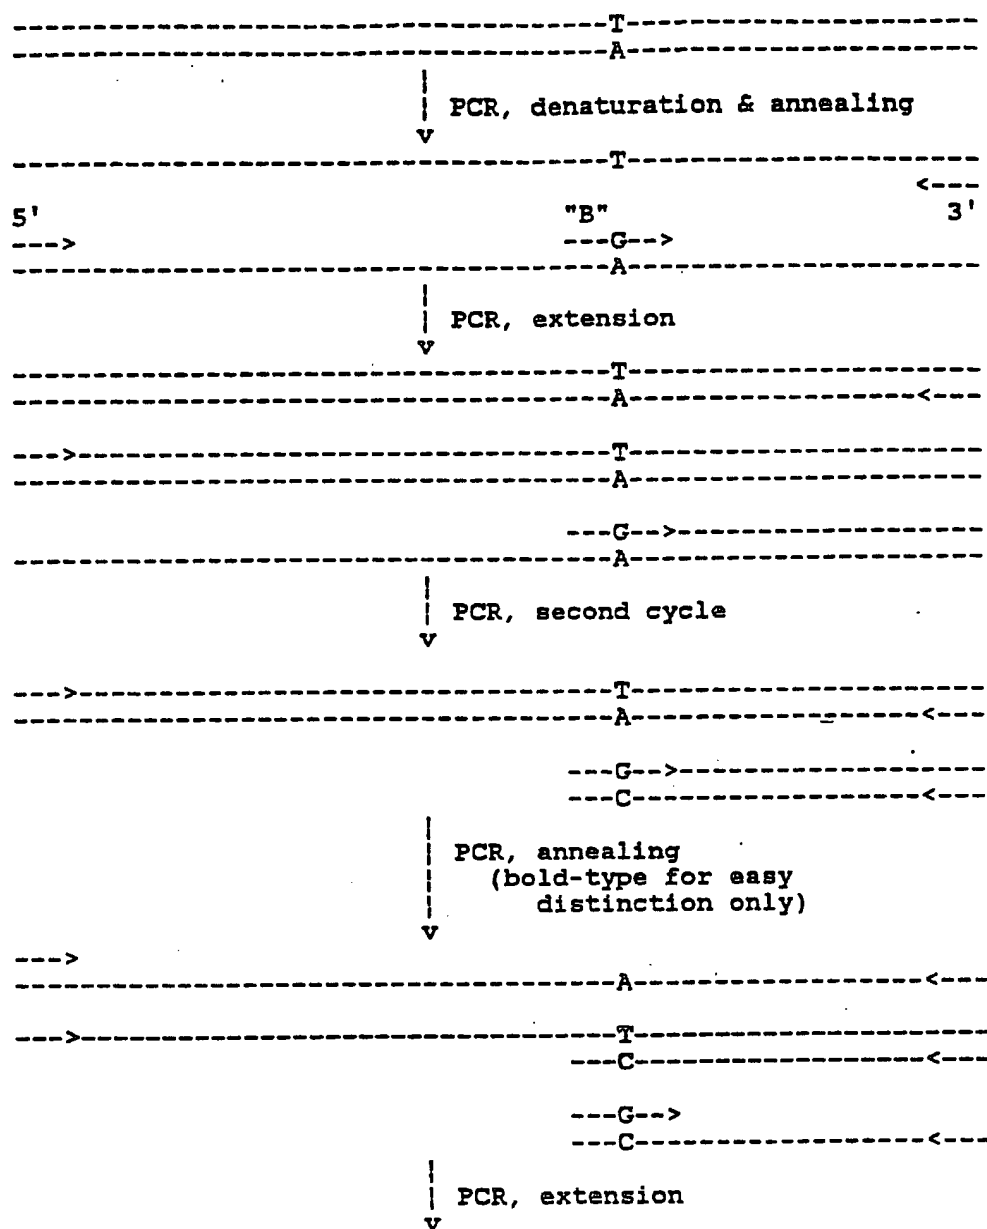 --------------------------------------T----------------------
--------------------------------------A----------------------
PCR, denaturation & annealing
v
--------------------------------------T----------------------
<---
5' "B" 3'
---> ---G-->
--------------------------------------A----------------------
PCR, extension
v
--------------------------------------T----------------------
--------------------------------------A------------------<---
--->----------------------------------T----------------------
--------------------------------------A----------------------
---G-->-------------------
--------------------------------------A----------------------
PCR, second cycle
v
--->----------------------------------T----------------------
--------------------------------------A------------------<---
---G-->-------------------
---C------------------<---
PCR, annealing
(bold-type for easy
distinction only)
v
--->
--------------------------------------A------------------<---
--->----------------------------------T----------------------
---C------------------<---
---G-->
---C------------------<---
PCR, extension
v